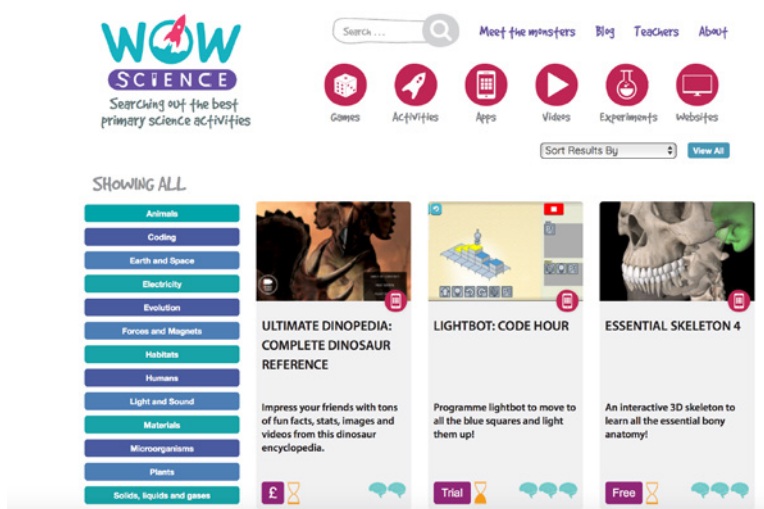 WOW
SCIENCE
Searching out the best
primary science activities
Search ...
Meet the monsters Blog Teachers About
Games Activities Apps Videos Experiments Websites
Sort Results By View All
SHOWING ALL
Animals
Coding
Earth and Space
Electricity
Evolution
Forces and Magnets
Habitats
Humans
Light and Sound
Materials
Microorganisms
Plants
Solids, liquids and gases
ULTIMATE DINOPEDIA:
COMPLETE DINOSAUR
REFERENCE
Impress your friends with tons
of fun facts, stats, images and
videos from this dinosaur
encyclopedia.
£
LIGHTBOT: CODE HOUR
Programme lightbot to move to
all the blue squares and light
them up!
Trial
ESSENTIAL SKELETON 4
An interactive 3D skeleton to
learn all the essential bony
anatomy!
Free